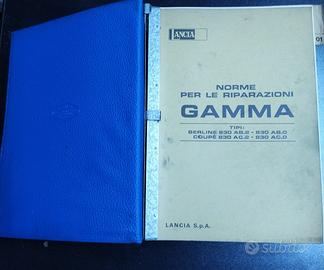 LANCIA
NORME
PER LE RIPARAZIONI
GAMMA
TIPI:
BERLINE 830 AB.2 - 830 AB.0
COUPÉ 830 AC.2 - 830 AC.0
LANCIA S.p.A.
01
subito